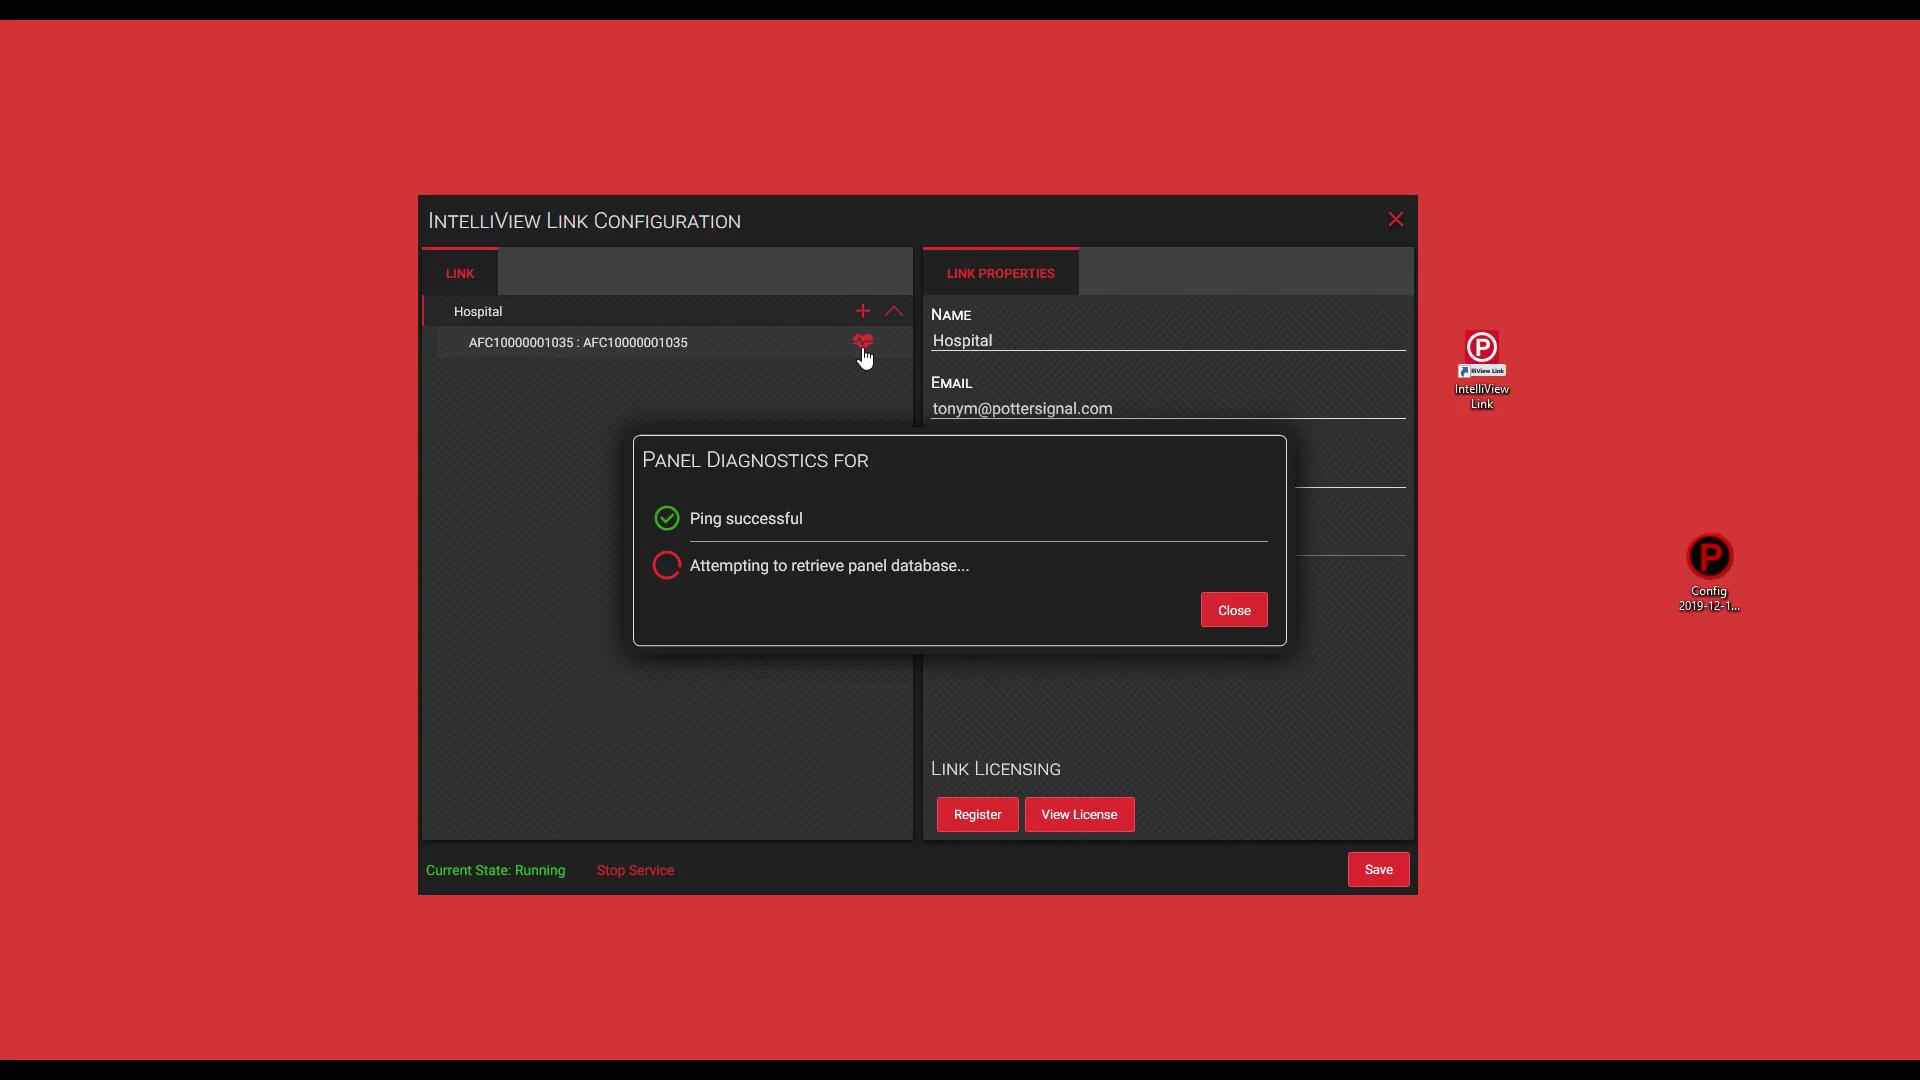 INTELLIVIEW LINK CONFIGURATION
LINK
LINK PROPERTIES
Hospital
AFC10000001035 : AFC10000001035
NAME
Hospital
EMAIL
tonym@pottersignal.com
PANEL DIAGNOSTICS FOR
Ping successful
Attempting to retrieve panel database...
Close
LINK LICENSING
Register
View License
Current State: Running
Stop Service
Save
P
lliView Link
IntelliView
Link
P
Config
2019-12-1...